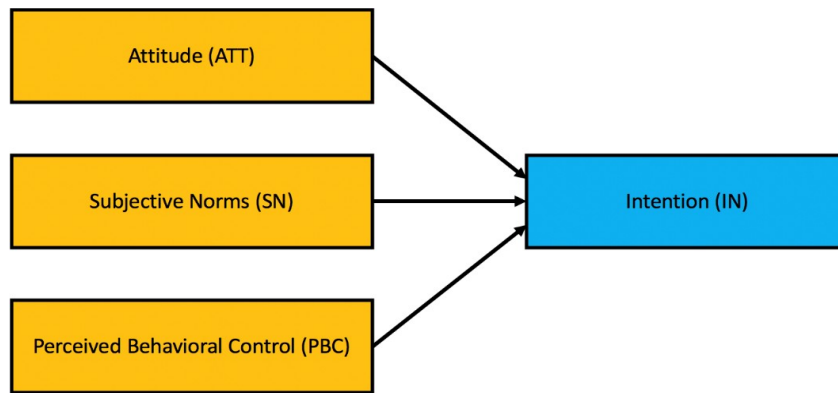 Attitude (ATT)
Subjective Norms (SN)
Intention (IN)
Perceived Behavioral Control (PBC)